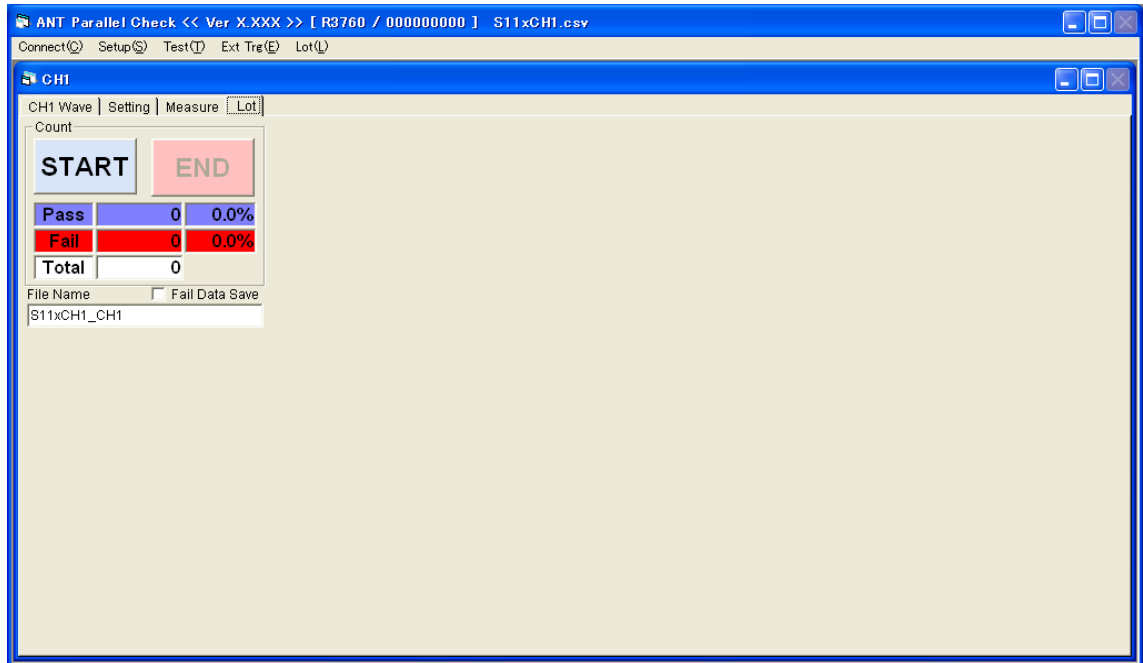 ANT Parallel Check << Ver X.XXX >> [ R3760 / 000000000 ] S11xCH1.csv
Connect(C) Setup(S) Test(T) Ext Trg(E) Lot(L)
CH1
CH1 Wave Setting Measure Lot
Count
START END
Pass 0 0.0%
Fail 0 0.0%
Total 0
File Name Fail Data Save
S11xCH1_CH1